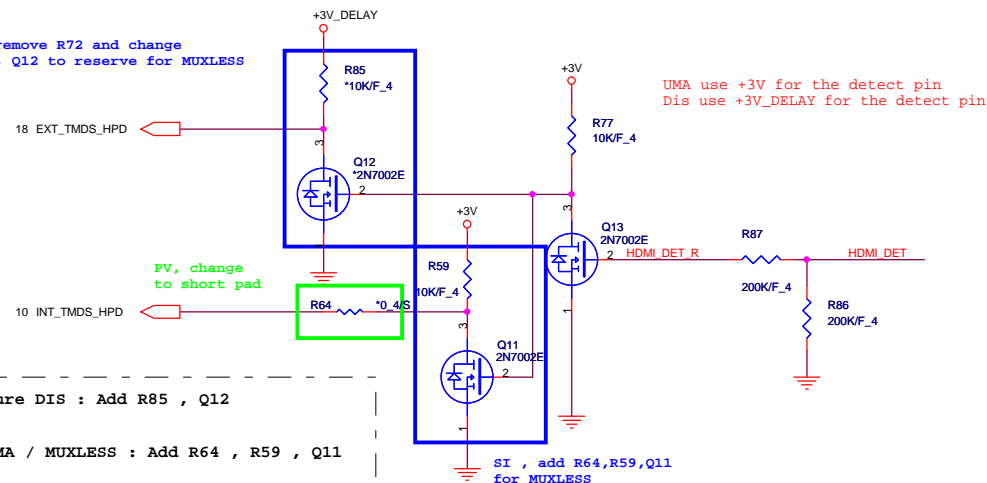 +3V_DELAY
remove R72 and change
Q12 to reserve for MUXLESS
R85
*10K/F_4
+3V
UMA use +3V for the detect pin
Dis use +3V_DELAY for the detect pin
R77
10K/F_4
18 EXT_TMDS_HPD
3
Q12
*2N7002E
2
1
+3V
3
Q13
2N7002E
2
HDMI_DET_R
R87
200K/F_4
HDMI_DET
R86
200K/F_4
1
PV, change
to short pad
R59
10K/F_4
10 INT_TMDS_HPD
R64
*0_4/S
3
Q11
2N7002E
2
1
ure DIS : Add R85 , Q12
MA / MUXLESS : Add R64 , R59 , Q11
SI , add R64,R59,Q11
for MUXLESS